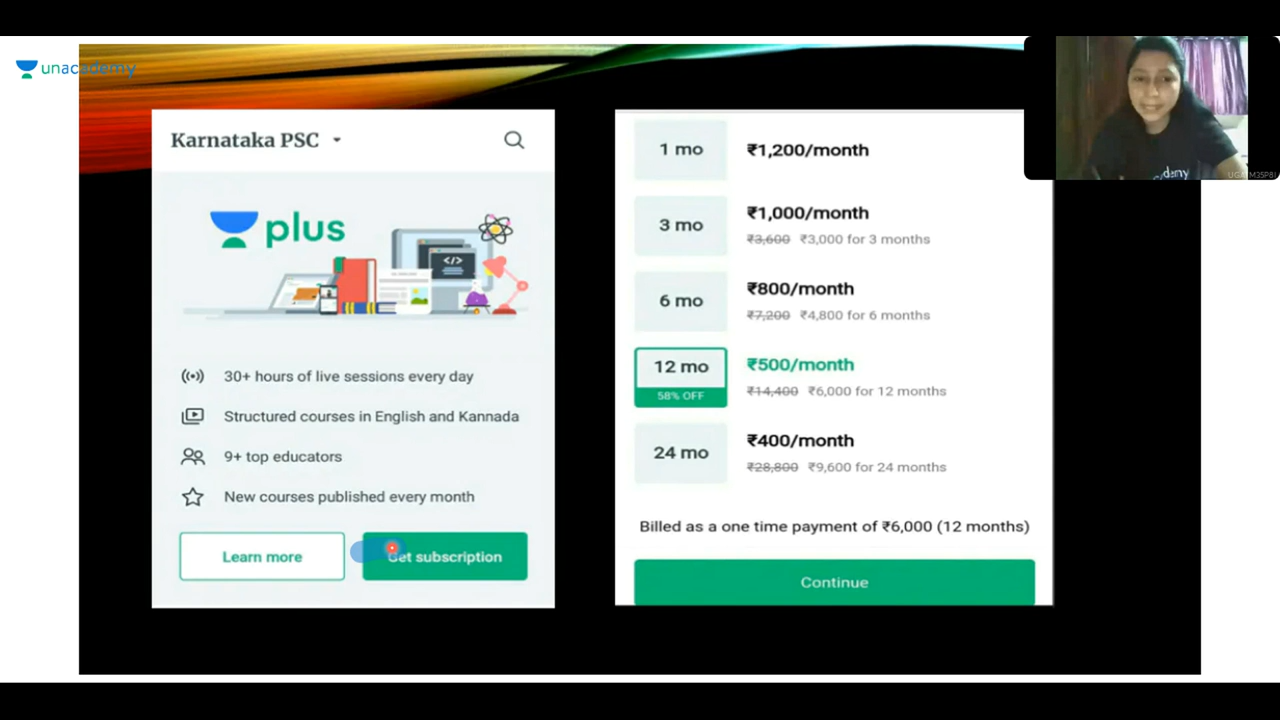 unacademy
Karnataka PSC
plus
</>
30+ hours of live sessions every day
Structured courses in English and Kannada
9+ top educators
New courses published every month
Learn more
Get subscription
1 mo
₹1,200/month
3 mo
₹1,000/month
₹3,600 ₹3,000 for 3 months
6 mo
₹800/month
₹7,200 ₹4,800 for 6 months
12 mo
58% OFF
₹500/month
₹14,400 ₹6,000 for 12 months
24 mo
₹400/month
₹28,800 ₹9,600 for 24 months
Billed as a one time payment of ₹6,000 (12 months)
Continue